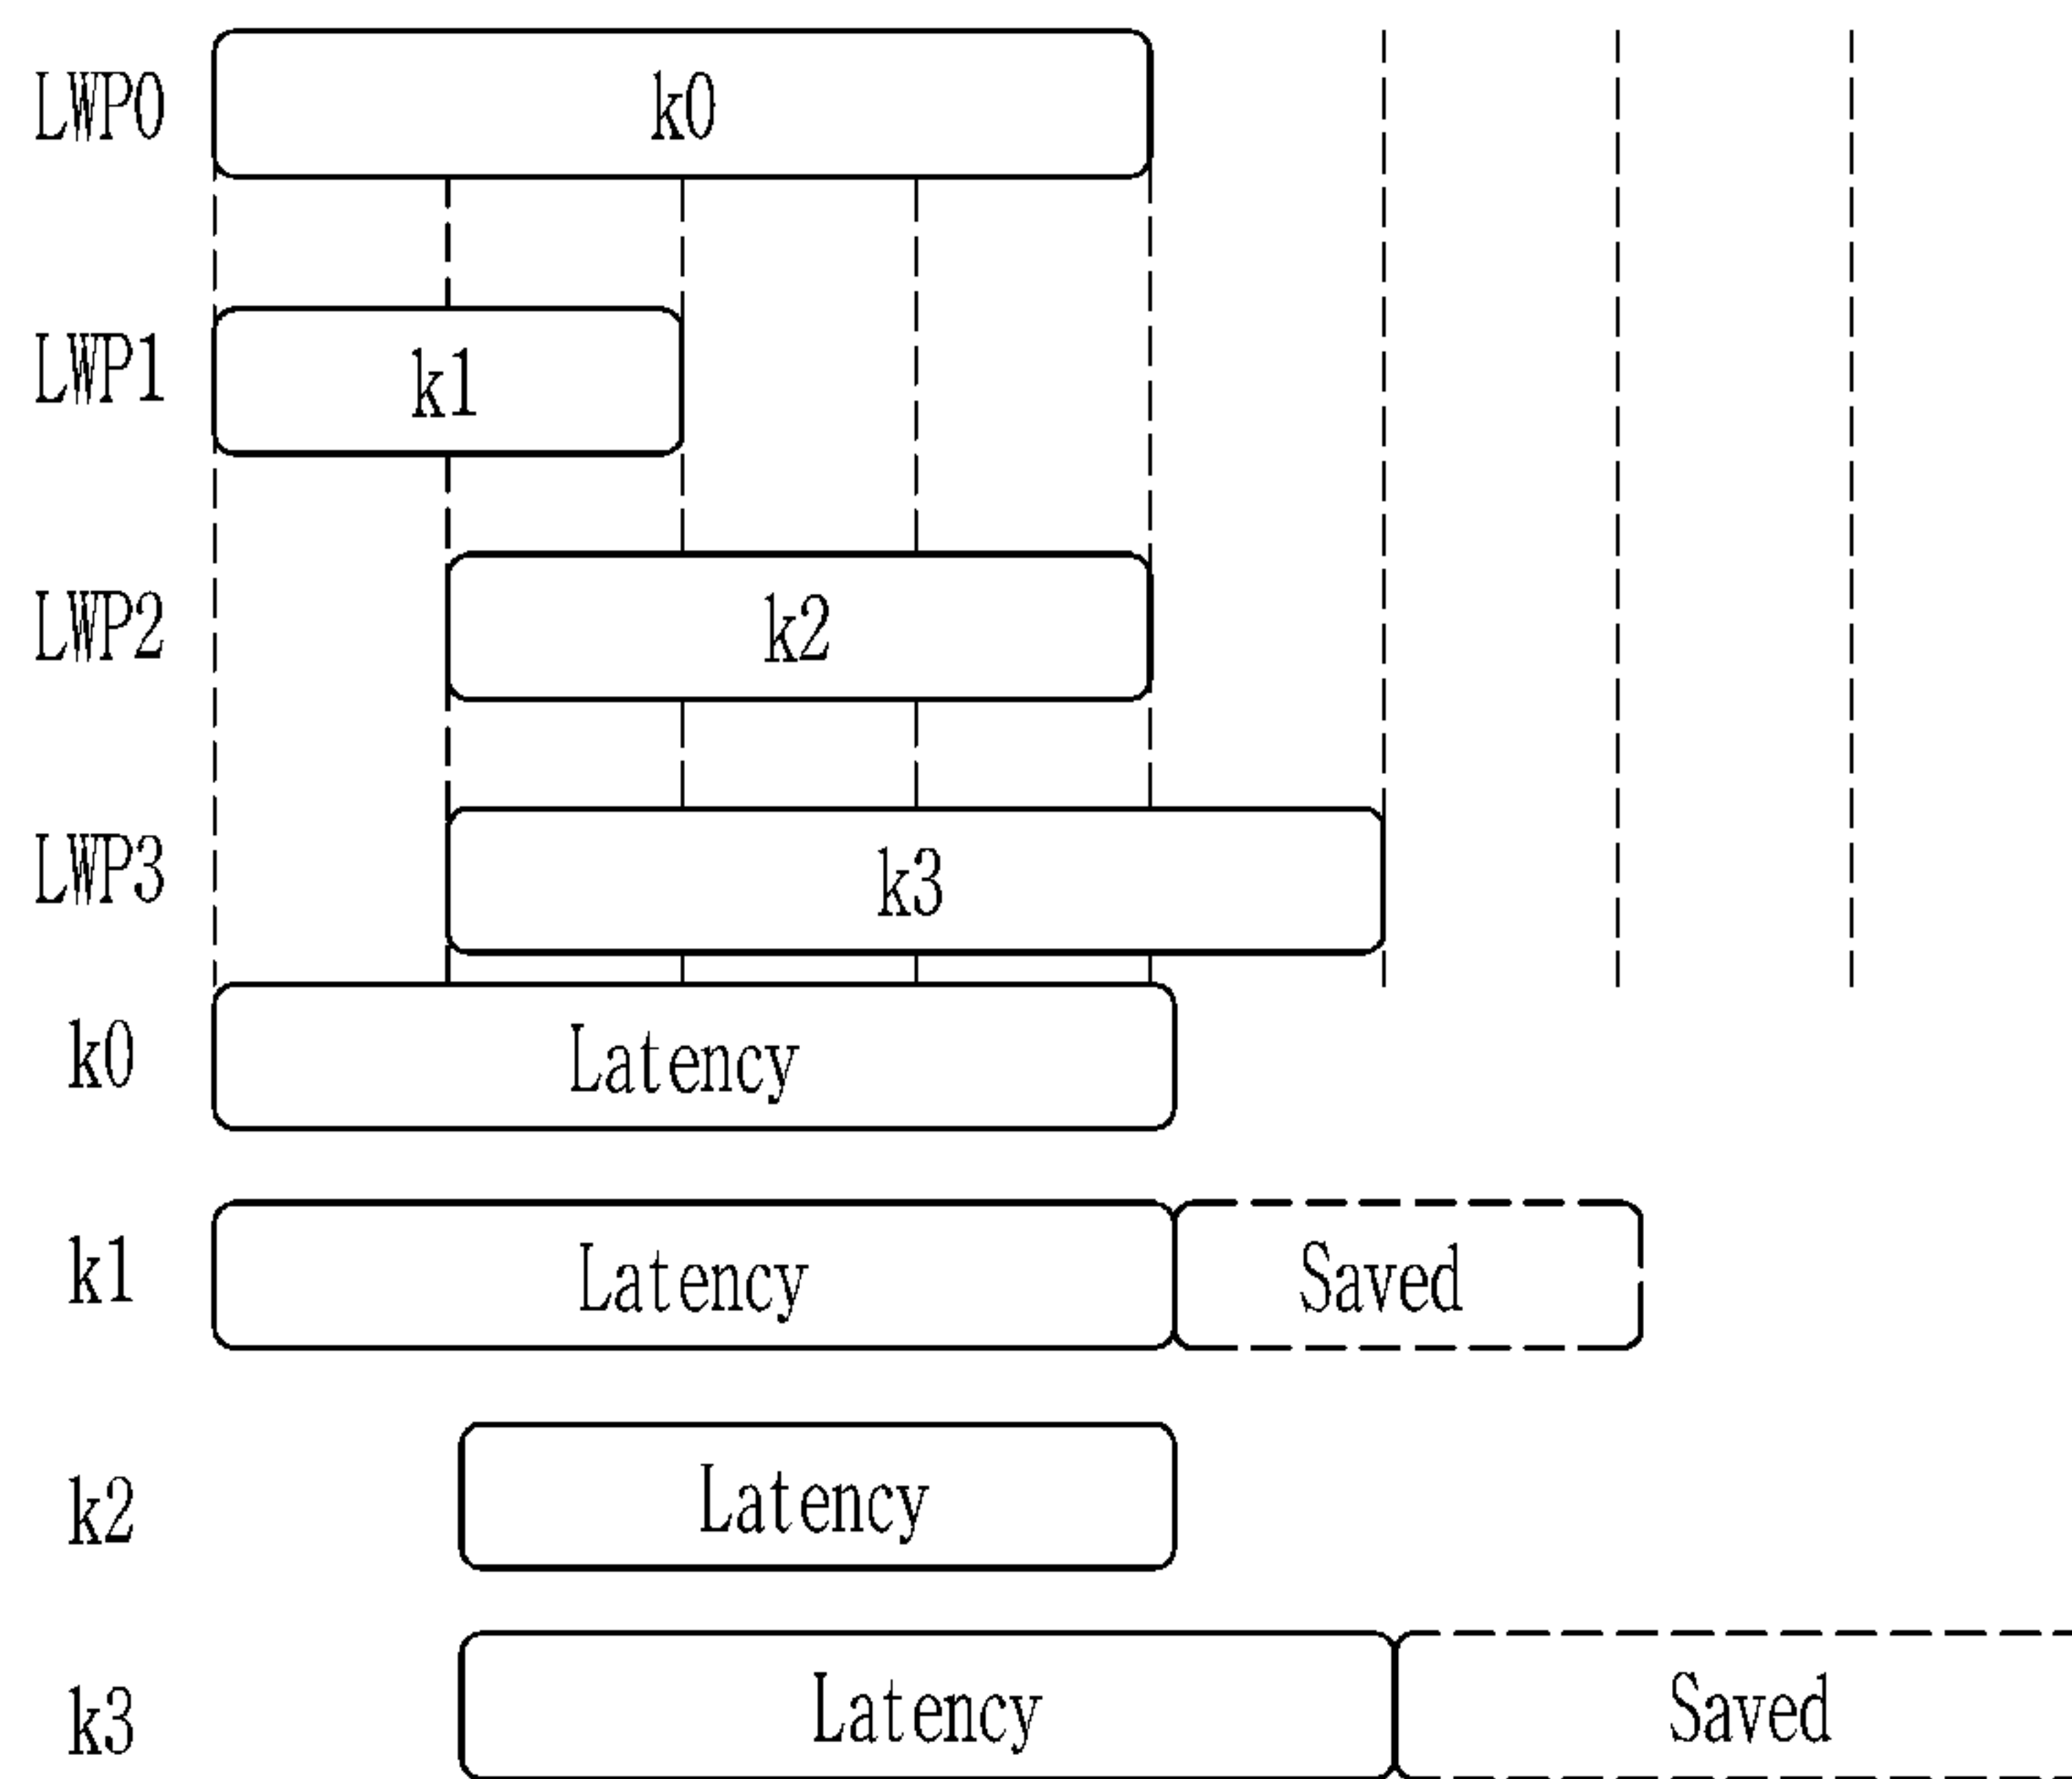 LWP0 k0
LWP1 k1
LWP2 k2
LWP3 k3
k0 Latency
k1 Latency Saved
k2 Latency
k3 Latency Saved